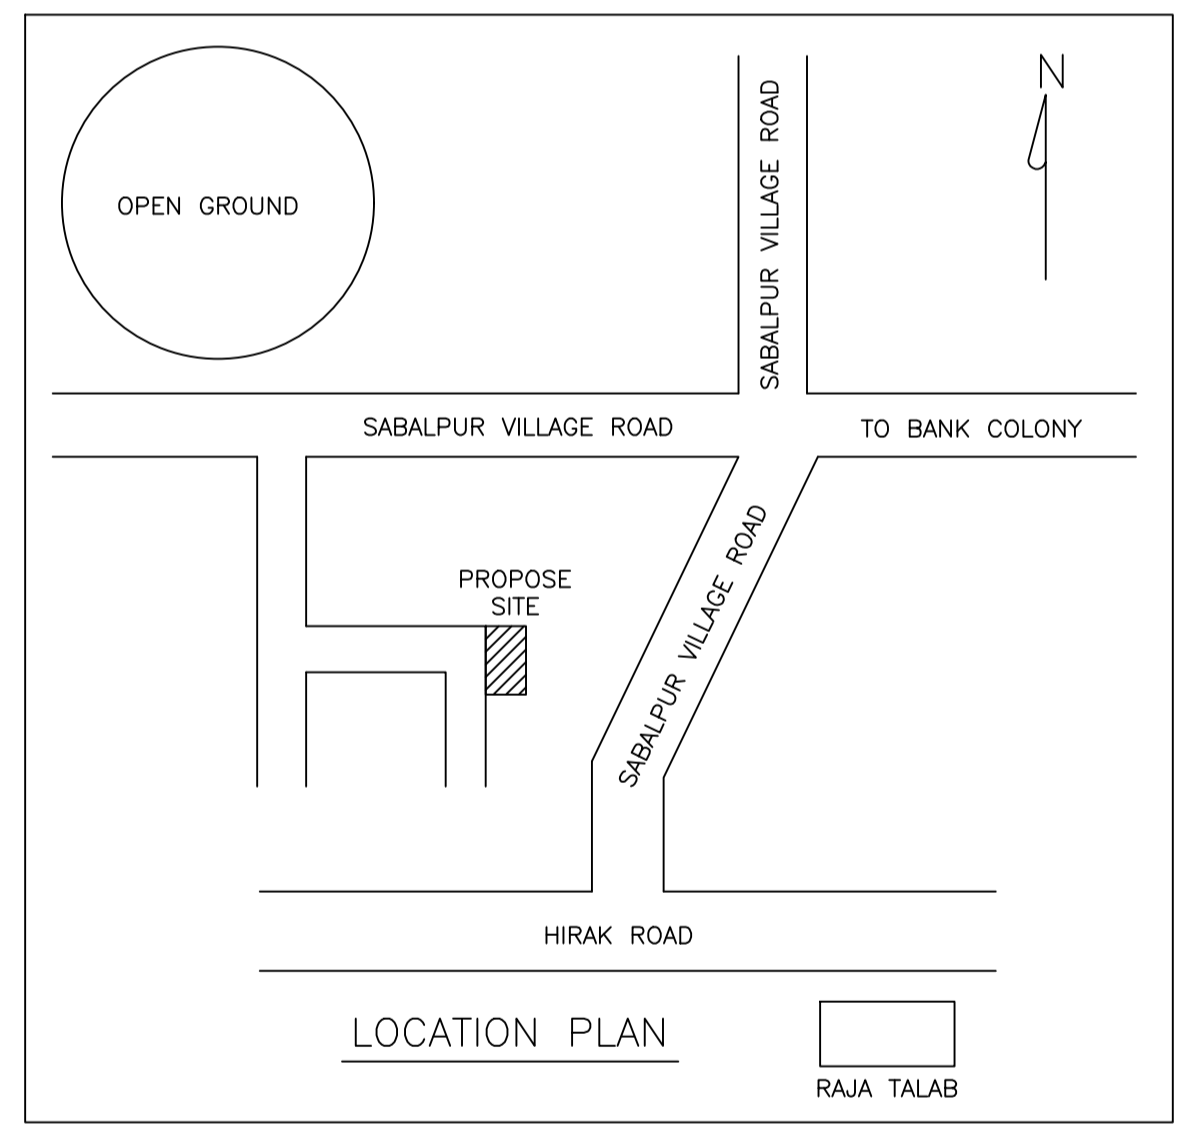 N
SABALPUR VILLAGE ROAD
OPEN GROUND
SABALPUR VILLAGE ROAD
TO BANK COLONY
SABALPUR VILLAGE ROAD
PROPOSE
SITE
HIRAK ROAD
LOCATION PLAN
RAJA TALAB